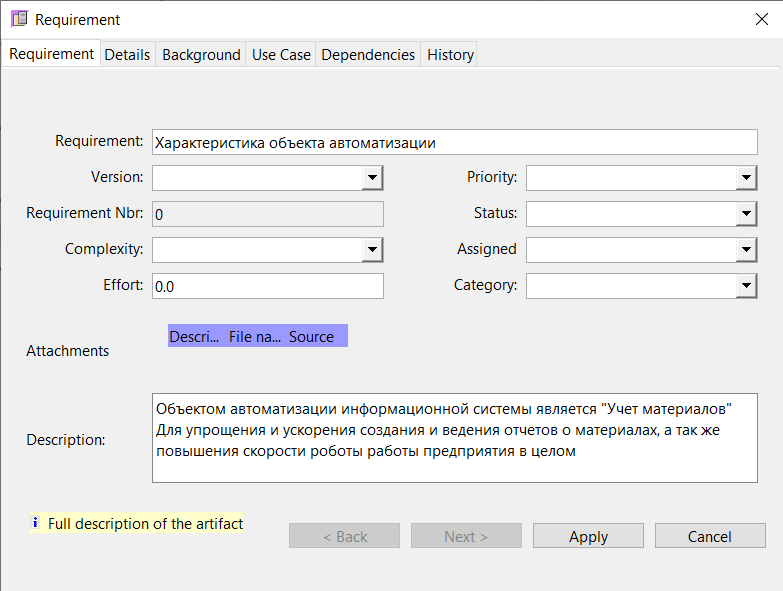 Requirement
Requirement Details Background Use Case Dependencies History
Requirement: Характеристика объекта автоматизации
Version: Priority:
Requirement Nbr: 0 Status:
Complexity: Assigned
Effort: 0.0 Category:
Descri... File na... Source
Attachments
Объектом автоматизации информационной системы является "Учет материалов"
Для упрощения и ускорения создания и ведения отчетов о материалах, а так же
Description:
повышения скорости роботы работы предприятия в целом
Full description of the artifact
< Back Next > Apply Cancel